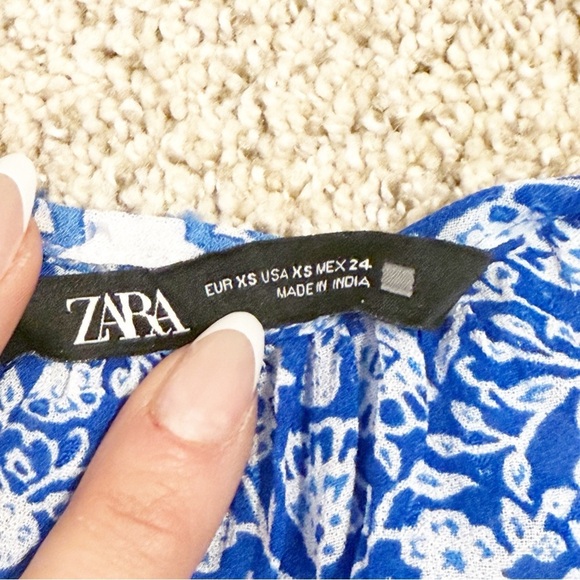 ZARA
EUR XS USA XS MEX 24
MADE IN INDIA